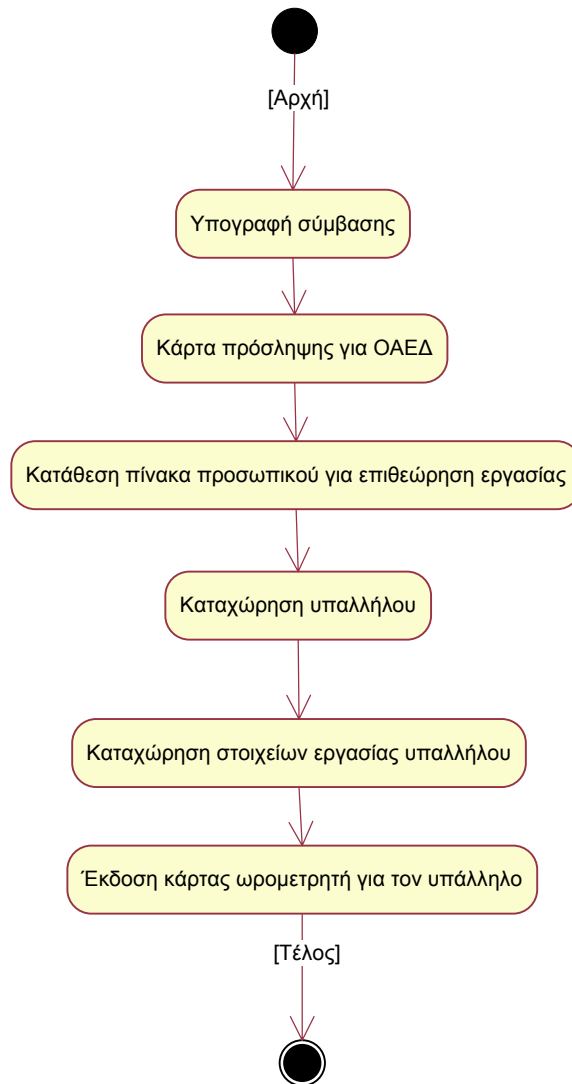 [Αρχή]
Υπογραφή σύμβασης
Κάρτα πρόσληψης για ΟΑΕΔ
Κατάθεση πίνακα προσωπικού για επιθεώρηση εργασίας
Καταχώρηση υπαλλήλου
Καταχώρηση στοιχείων εργασίας υπαλλήλου
Έκδοση κάρτας ωρομετρητή για τον υπάλληλο
[Τέλος]